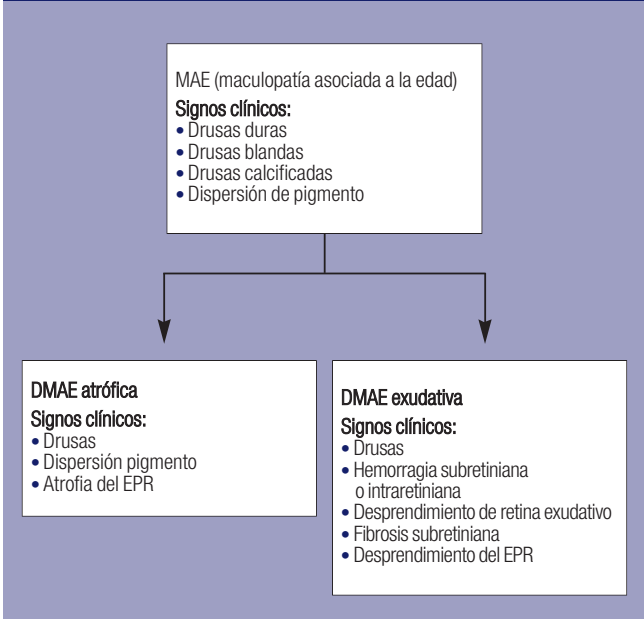 MAE (maculopatía asociada a la edad)
Signos clínicos:
• Drusas duras
• Drusas blandas
• Drusas calcificadas
• Dispersión de pigmento
DMAE atrófica
Signos clínicos:
• Drusas
• Dispersión pigmento
• Atrofia del EPR
DMAE exudativa
Signos clínicos:
• Drusas
• Hemorragia subretiniana
o intraretiniana
• Desprendimiento de retina exudativo
• Fibrosis subretiniana
• Desprendimiento del EPR